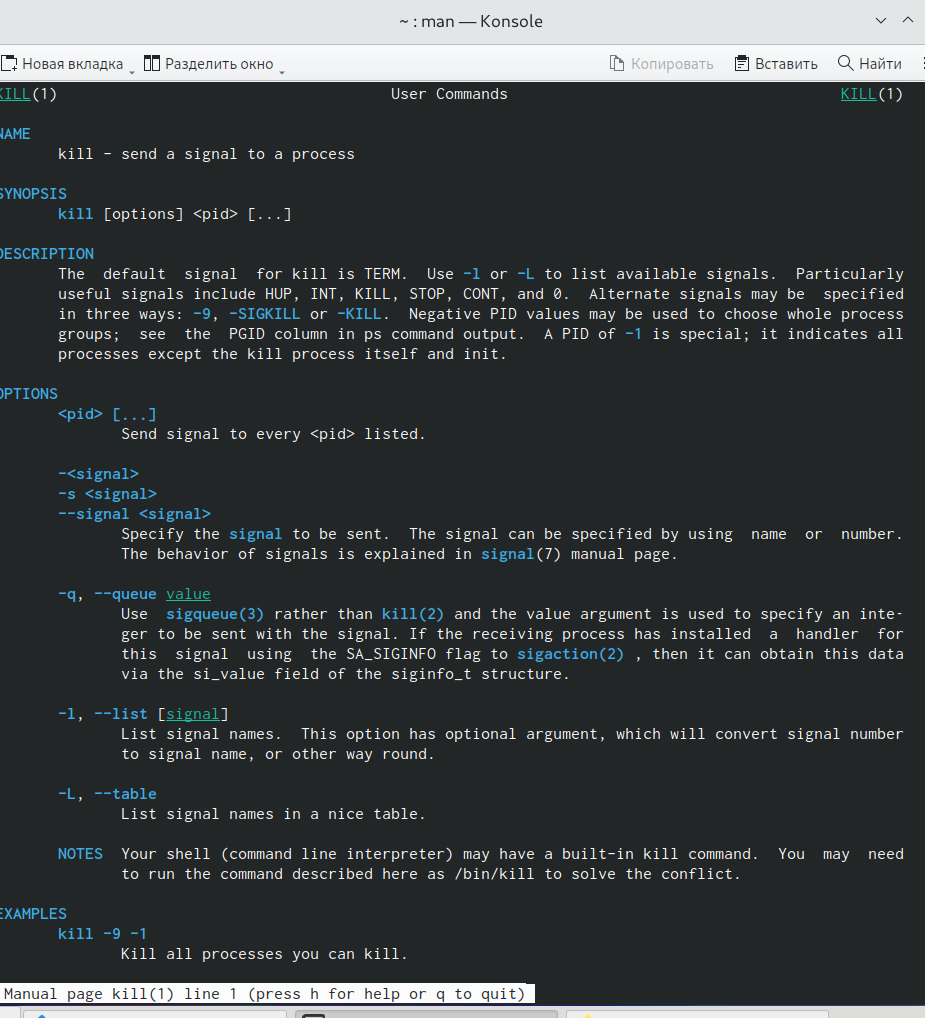 ~ : man — Konsole
Новая вкладка Разделить окно Копировать Вставить Найти
KILL(1) User Commands KILL(1)
NAME
kill - send a signal to a process
SYNOPSIS
kill [options] <pid> [...]
DESCRIPTION
The default signal for kill is TERM. Use -l or -L to list available signals. Particularly
useful signals include HUP, INT, KILL, STOP, CONT, and 0. Alternate signals may be specified
in three ways: -9, -SIGKILL or -KILL. Negative PID values may be used to choose whole process
groups; see the PGID column in ps command output. A PID of -1 is special; it indicates all
processes except the kill process itself and init.
OPTIONS
<pid> [...]
Send signal to every <pid> listed.
-<signal>
-s <signal>
--signal <signal>
Specify the signal to be sent. The signal can be specified by using name or number.
The behavior of signals is explained in signal(7) manual page.
-q, --queue value
Use sigqueue(3) rather than kill(2) and the value argument is used to specify an inte-
ger to be sent with the signal. If the receiving process has installed a handler for
this signal using the SA_SIGINFO flag to sigaction(2) , then it can obtain this data
via the si_value field of the siginfo_t structure.
-l, --list [signal]
List signal names. This option has optional argument, which will convert signal number
to signal name, or other way round.
-L, --table
List signal names in a nice table.
NOTES Your shell (command line interpreter) may have a built-in kill command. You may need
to run the command described here as /bin/kill to solve the conflict.
EXAMPLES
kill -9 -1
Kill all processes you can kill.
Manual page kill(1) line 1 (press h for help or q to quit)